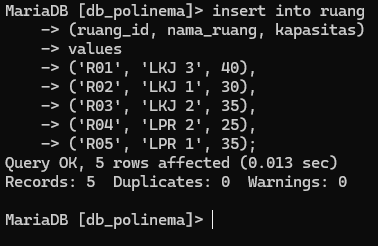 MariaDB [db_polinema]> insert into ruang
    -> (ruang_id, nama_ruang, kapasitas)
    -> values
    -> ('R01', 'LKJ 3', 40),
    -> ('R02', 'LKJ 1', 30),
    -> ('R03', 'LKJ 2', 35),
    -> ('R04', 'LPR 2', 25),
    -> ('R05', 'LPR 1', 35);
Query OK, 5 rows affected (0.013 sec)
Records: 5  Duplicates: 0  Warnings: 0

MariaDB [db_polinema]>